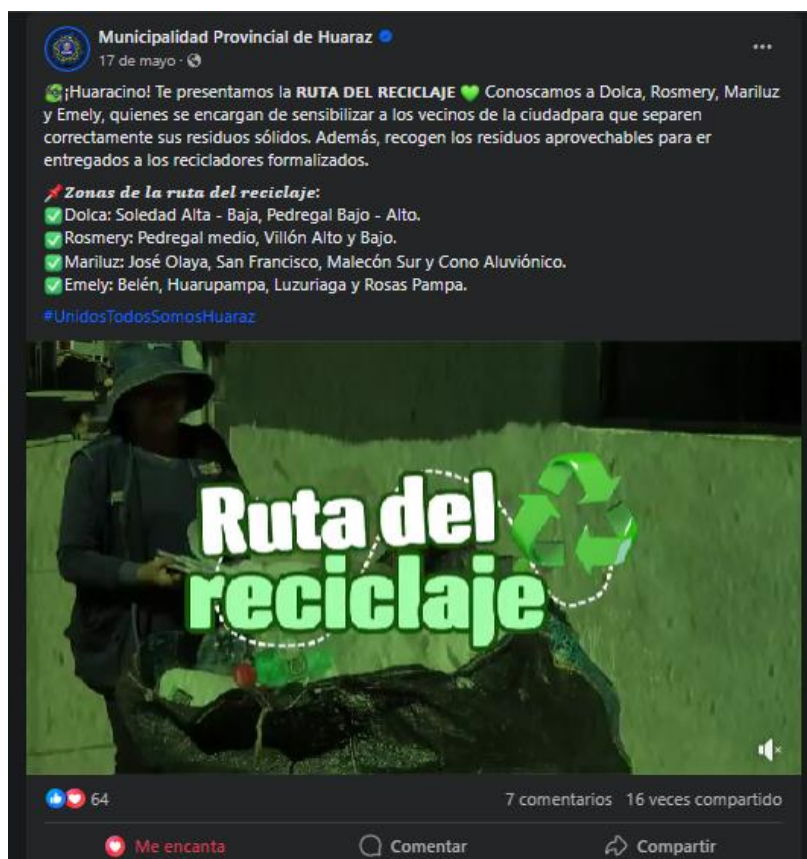 Municipalidad Provincial de Huaraz
17 de mayo ·
¡Huaracino! Te presentamos la RUTA DEL RECICLAJE 💚 Conoscamos a Dolca, Rosmery, Mariluz
y Emely, quienes se encargan de sensibilizar a los vecinos de la ciudadpara que separen
correctamente sus residuos sólidos. Además, recogen los residuos aprovechables para er
entregados a los recicladores formalizados.
📌Zonas de la ruta del reciclaje:
✅Dolca: Soledad Alta - Baja, Pedregal Bajo - Alto.
✅Rosmery: Pedregal medio, Villón Alto y Bajo.
✅Mariluz: José Olaya, San Francisco, Malecón Sur y Cono Aluviónico.
✅Emely: Belén, Huarupampa, Luzuriaga y Rosas Pampa.
#UnidosTodosSomosHuaraz
Ruta del
reciclaje
64
7 comentarios 16 veces compartido
Me encanta
Comentar
Compartir